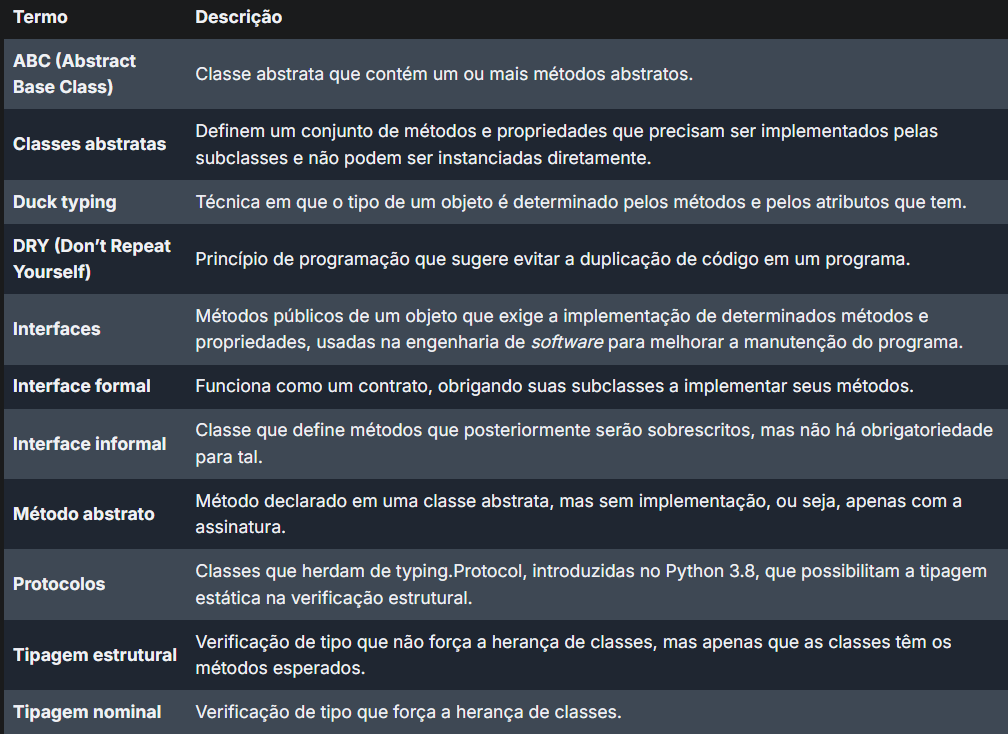 Termo Descrição
ABC (Abstract
Base Class)
Classe abstrata que contém um ou mais métodos abstratos.
Classes abstratas
Definem um conjunto de métodos e propriedades que precisam ser implementados pelas
subclasses e não podem ser instanciadas diretamente.
Duck typing
Técnica em que o tipo de um objeto é determinado pelos métodos e pelos atributos que tem.
DRY (Don’t Repeat
Yourself)
Princípio de programação que sugere evitar a duplicação de código em um programa.
Interfaces
Métodos públicos de um objeto que exige a implementação de determinados métodos e
propriedades, usadas na engenharia de software para melhorar a manutenção do programa.
Interface formal
Funciona como um contrato, obrigando suas subclasses a implementar seus métodos.
Interface informal
Classe que define métodos que posteriormente serão sobrescritos, mas não há obrigatoriedade
para tal.
Método abstrato
Método declarado em uma classe abstrata, mas sem implementação, ou seja, apenas com a
assinatura.
Protocolos
Classes que herdam de typing.Protocol, introduzidas no Python 3.8, que possibilitam a tipagem
estática na verificação estrutural.
Tipagem estrutural
Verificação de tipo que não força a herança de classes, mas apenas que as classes têm os
métodos esperados.
Tipagem nominal
Verificação de tipo que força a herança de classes.